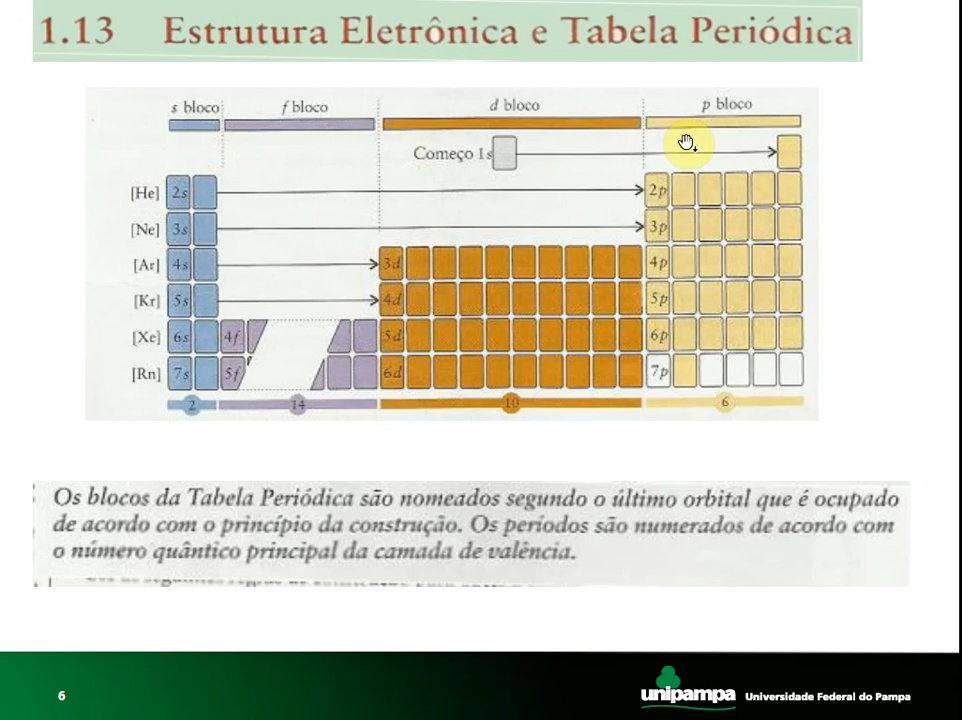 1.13 Estrutura Eletrônica e Tabela Periódica
s bloco f bloco d bloco p bloco
Começo 1s
[He] 2s 2p
[Ne] 3s 3p
[Ar] 4s 3d 4p
[Kr] 5s 4d 5p
[Xe] 6s 4f 5d 6p
[Rn] 7s 5f 6d 7p
2 14 10 6
Os blocos da Tabela Periódica são nomeados segundo o último orbital que é ocupado
de acordo com o princípio da construção. Os períodos são numerados de acordo com
o número quântico principal da camada de valência.
6
unipampa Universidade Federal do Pampa